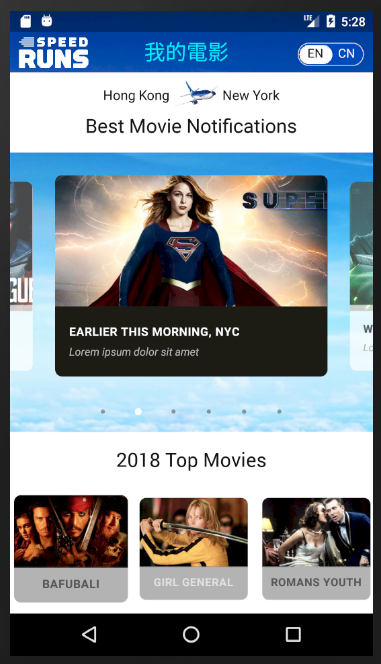 LTE
5:28
SPEED
RUNS
我的電影
EN CN
Hong Kong New York
Best Movie Notifications
SUPE
EARLIER THIS MORNING, NYC
Lorem ipsum dolor sit amet
W
Lo
2018 Top Movies
BAFUBALI
GIRL GENERAL
ROMANS YOUTH